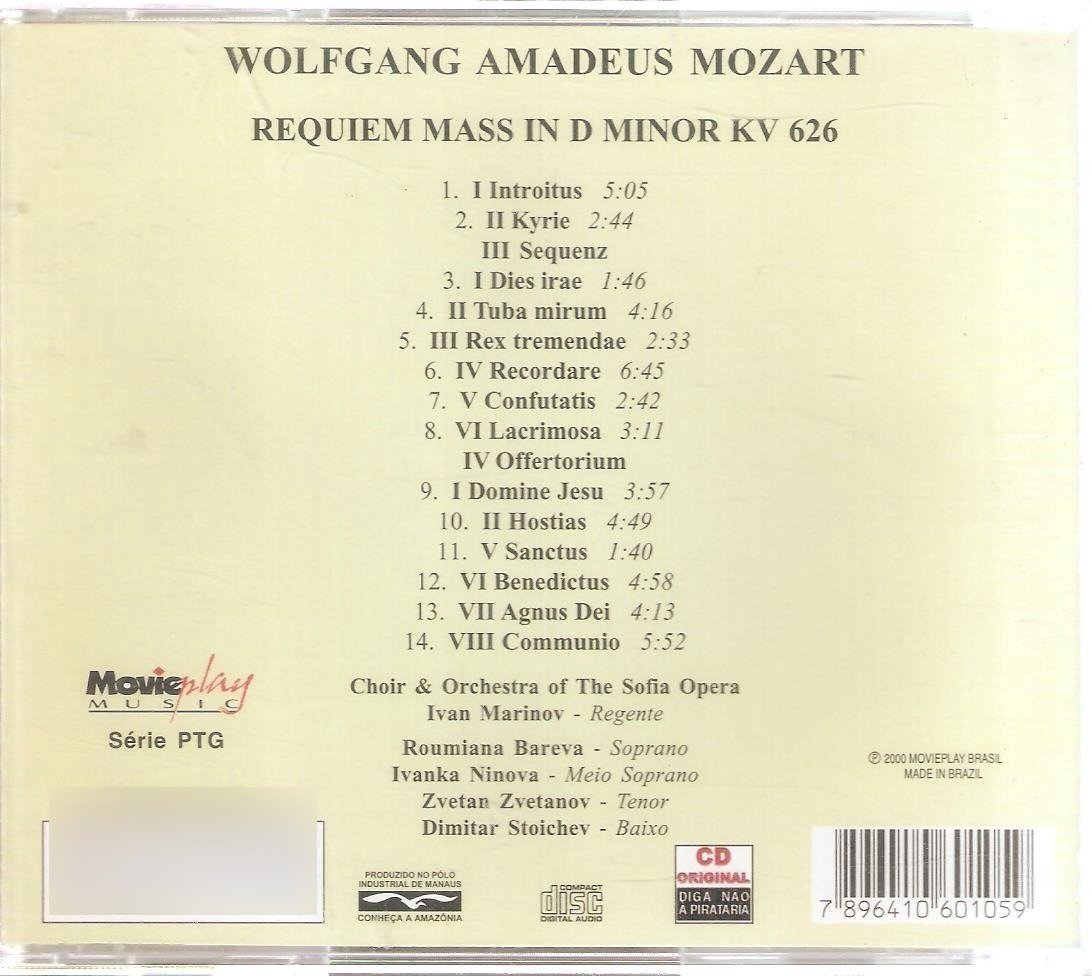 WOLFGANG AMADEUS MOZART
REQUIEM MASS IN D MINOR KV 626
1. I Introitus 5:05
2. II Kyrie 2:44
III Sequenz
3. I Dies irae 1:46
4. II Tuba mirum 4:16
5. III Rex tremendae 2:33
6. IV Recordare 6:45
7. V Confutatis 2:42
8. VI Lacrimosa 3:11
IV Offertorium
9. I Domine Jesu 3:57
10. II Hostias 4:49
11. V Sanctus 1:40
12. VI Benedictus 4:58
13. VII Agnus Dei 4:13
14. VIII Communio 5:52
Choir & Orchestra of The Sofia Opera
Ivan Marinov - Regente
Roumiana Bareva - Soprano
Ivanka Ninova - Meio Soprano
Zvetan Zvetanov - Tenor
Dimitar Stoichev - Baixo
Movieplay
MUSIC
Série PTG
℗ 2000 MOVIEPLAY BRASIL
MADE IN BRAZIL
PRODUZIDO NO PÓLO
INDUSTRIAL DE MANAUS
CONHEÇA A AMAZÔNIA
COMPACT
disc
DIGITAL AUDIO
CD
ORIGINAL
DIGA NÃO
A PIRATARIA
7 896410 601059